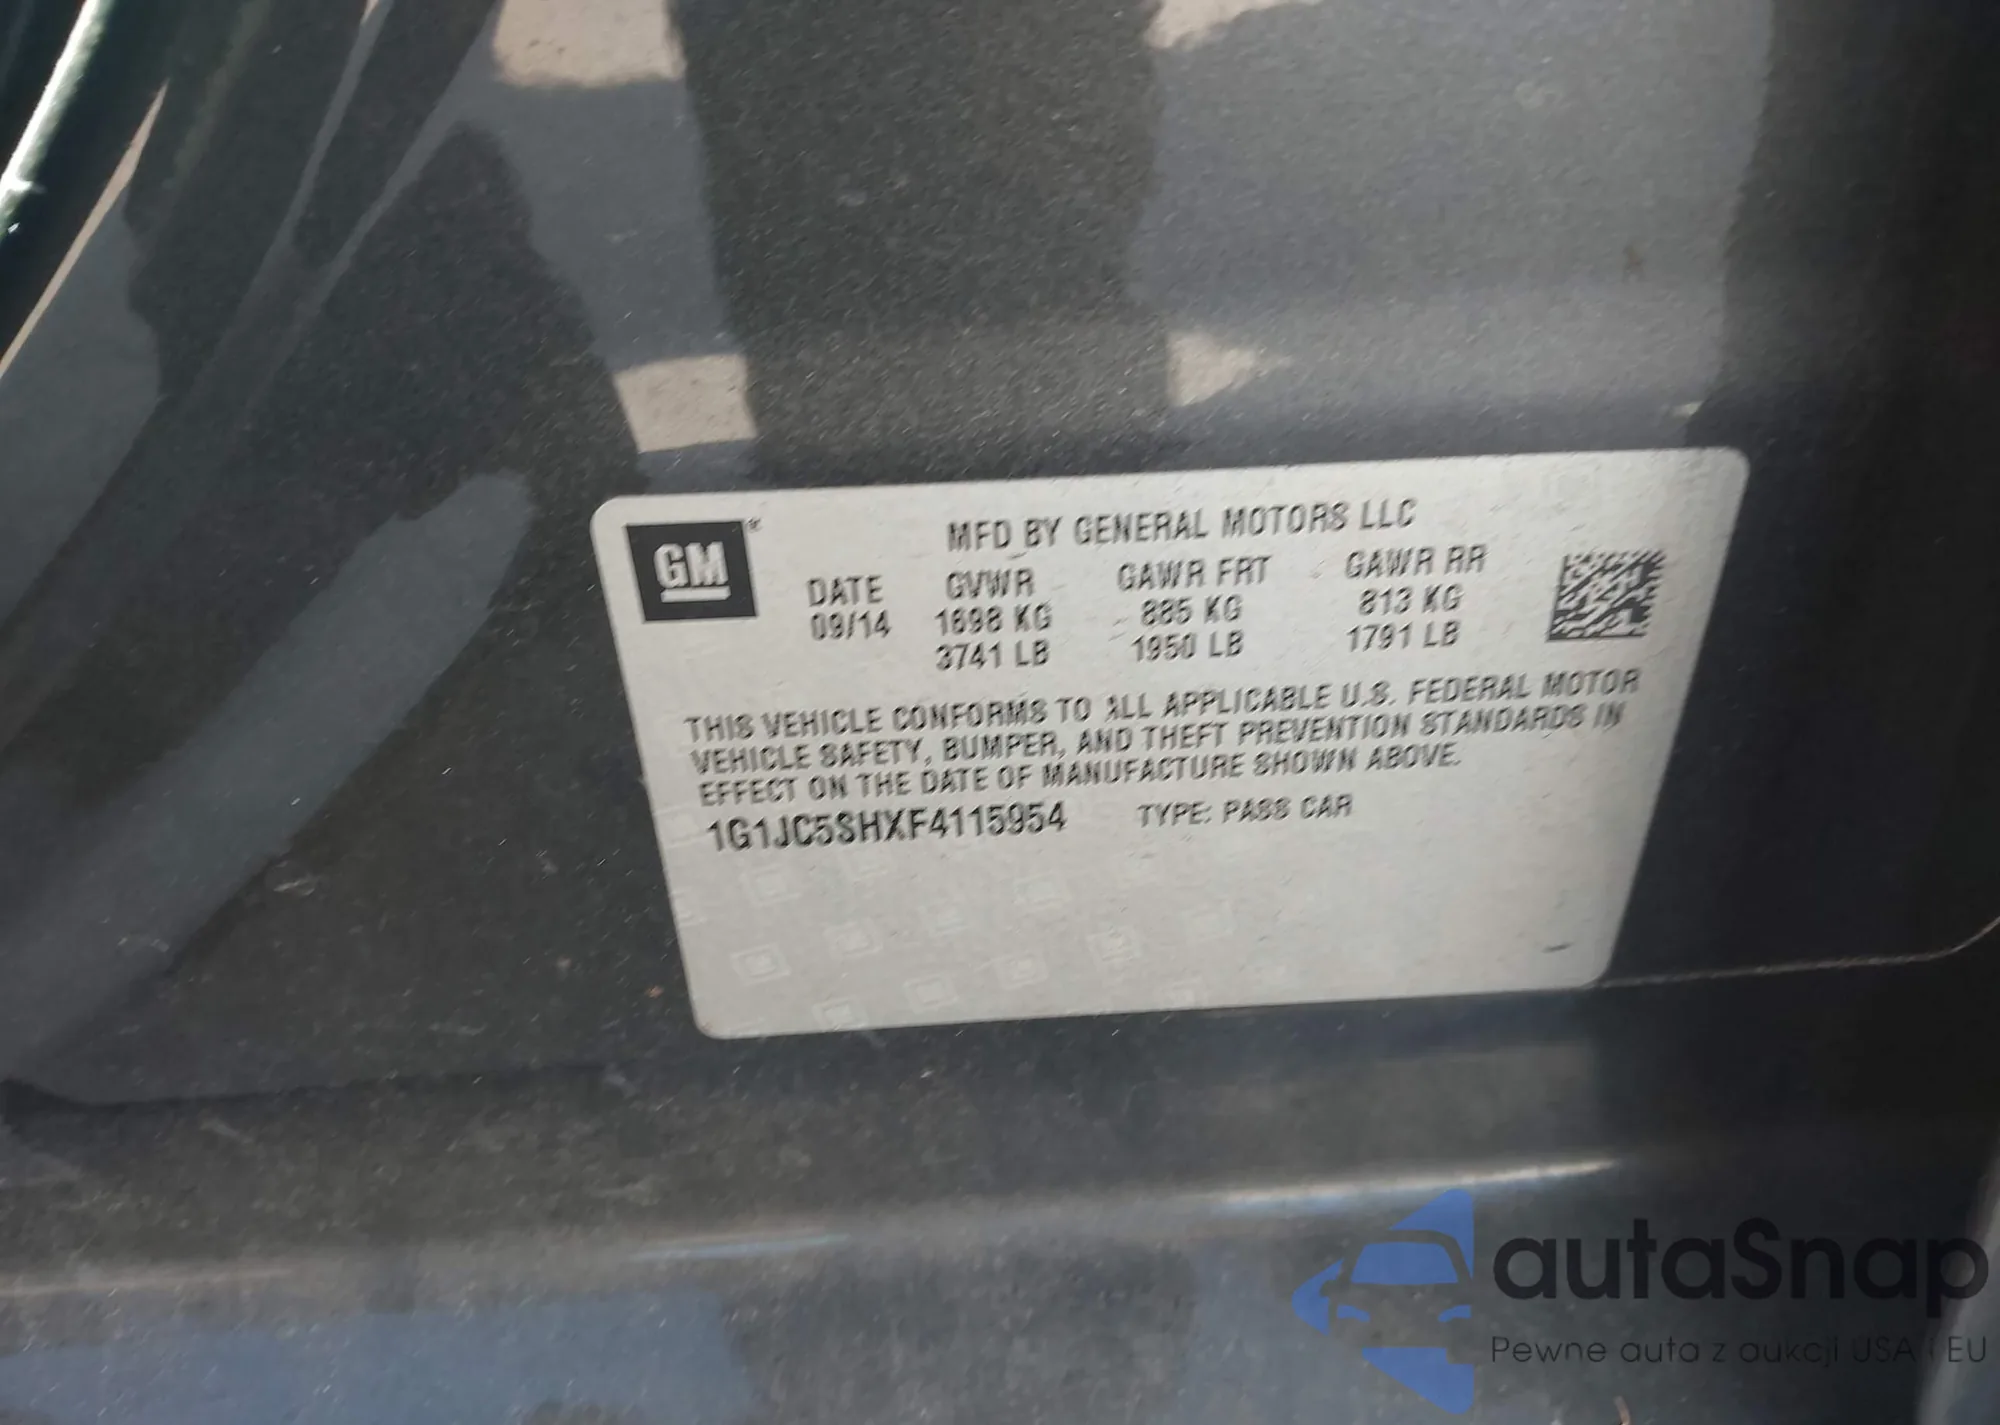 GM ®
MFD BY GENERAL MOTORS LLC
DATE GVWR GAWR FRT GAWR RR
09/14 1698 KG 885 KG 813 KG
3741 LB 1950 LB 1791 LB
THIS VEHICLE CONFORMS TO ALL APPLICABLE U.S. FEDERAL MOTOR
VEHICLE SAFETY, BUMPER, AND THEFT PREVENTION STANDARDS IN
EFFECT ON THE DATE OF MANUFACTURE SHOWN ABOVE.
1G1JC5SHXF4115954 TYPE: PASS CAR
autaSnap
Pewne auta z aukcji USA i EU